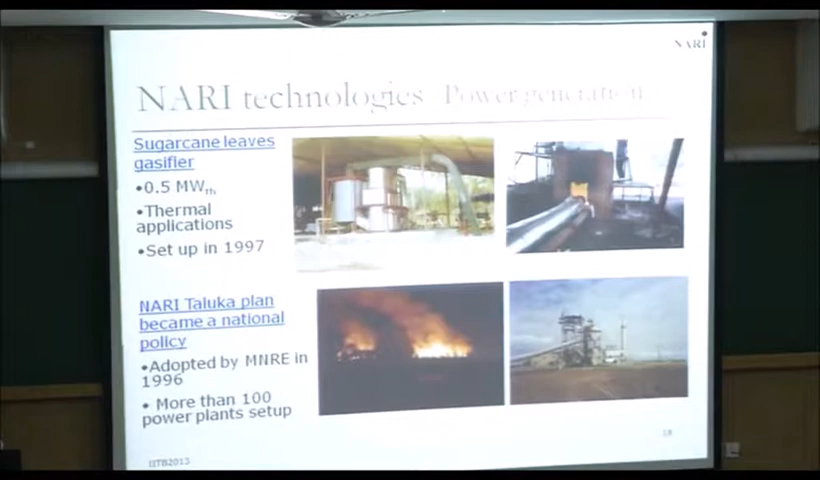 NARI
NARI technologies Power generation
Sugarcane leaves
gasifier
•0.5 MWTh
•Thermal
applications
•Set up in 1997
NARI Taluka plan
became a national
policy
•Adopted by MNRE in
1996
• More than 100
power plants setup
18
IITB2015